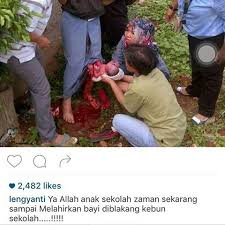 2,482 likes
lengyanti Ya Allah anak sekolah zaman sekarang
sampai Melahirkan bayi diblakang kebun
sekolah.....!!!!!